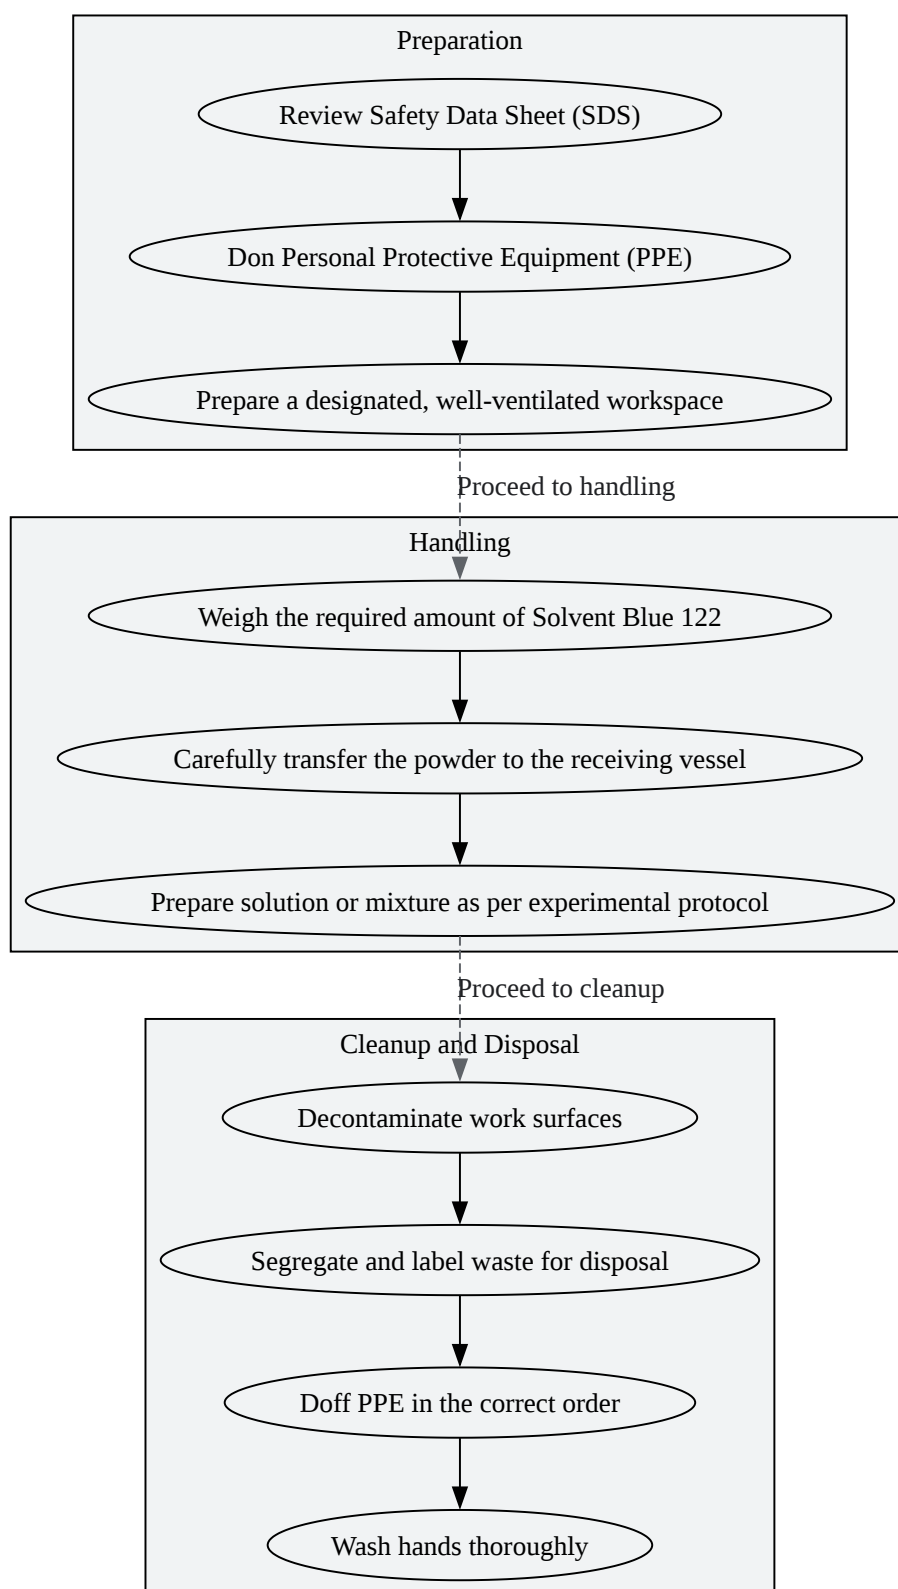 Preparation
Review Safety Data Sheet (SDS)
Don Personal Protective Equipment (PPE)
Prepare a designated, well-ventilated workspace
Proceed to handling
Handling
Weigh the required amount of Solvent Blue 122
Carefully transfer the powder to the receiving vessel
Prepare solution or mixture as per experimental protocol
Proceed to cleanup
Cleanup and Disposal
Decontaminate work surfaces
Segregate and label waste for disposal
Doff PPE in the correct order
Wash hands thoroughly